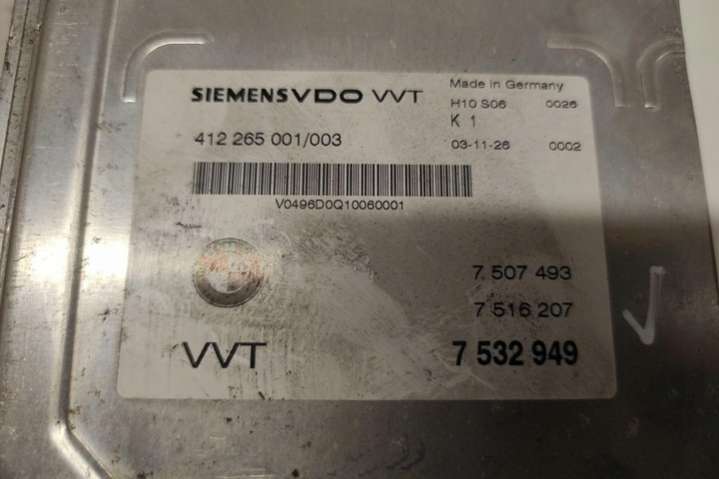 SIEMENSVDO VVT
Made in Germany
H10 S06 0026
K 1
412 265 001/003
03-11-26 0002
V0496D0Q10060001
7 507 493
7 516 207
VVT 7 532 949